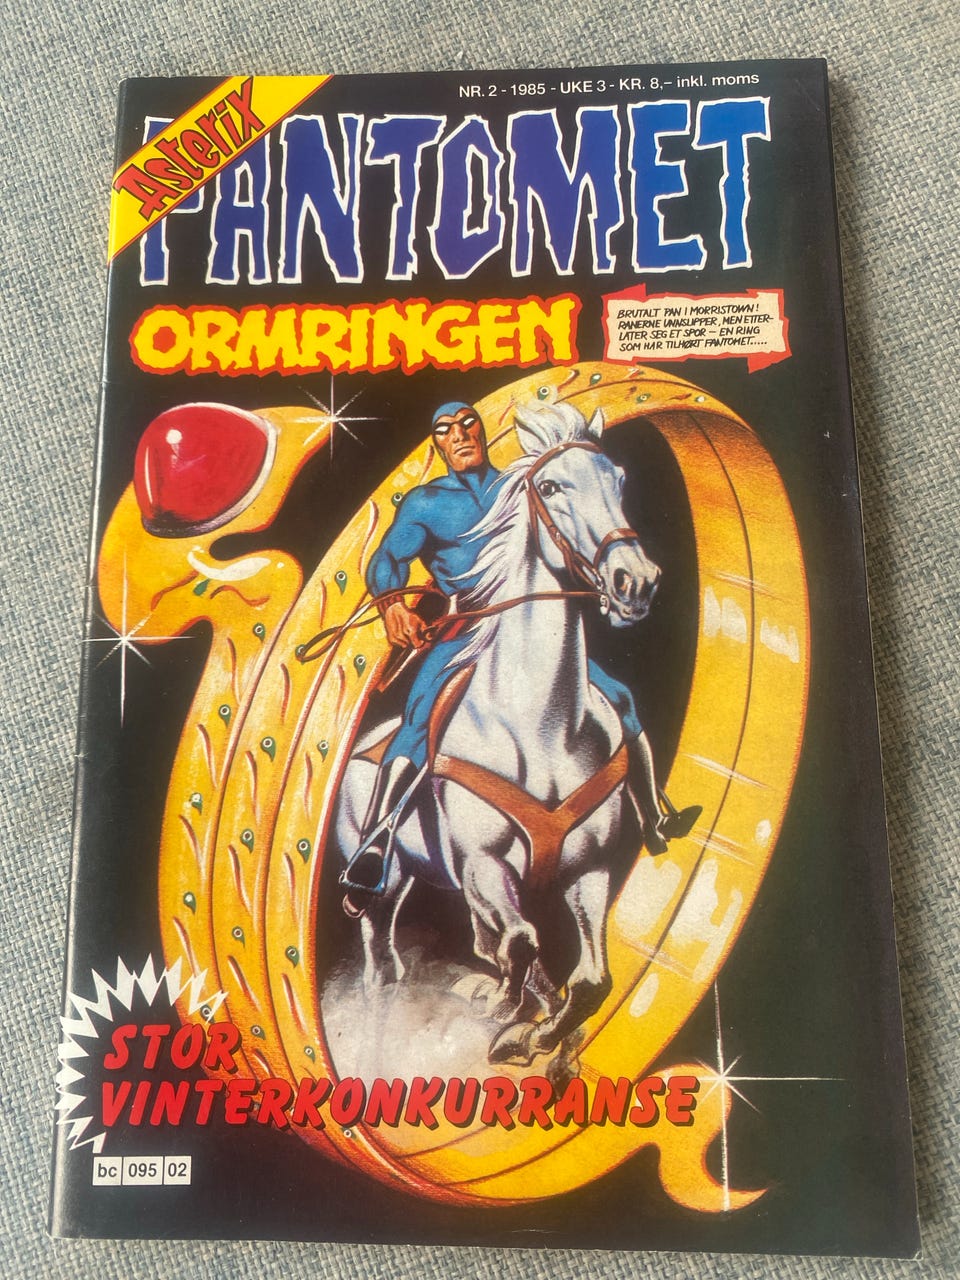 NR. 2 - 1985 - UKE 3 - KR. 8,- inkl. moms
Asterix
FANTOMET
ORMRINGEN
BRUTALT RAN I MORRISTOWN!
RANERNE UNNSLIPPER, MEN ETTER-
LATER SEG ET SPOR – EN RING
SOM HAR TILHØRT FANTOMET.....
STOR
VINTERKONKURRANSE
bc 095 02